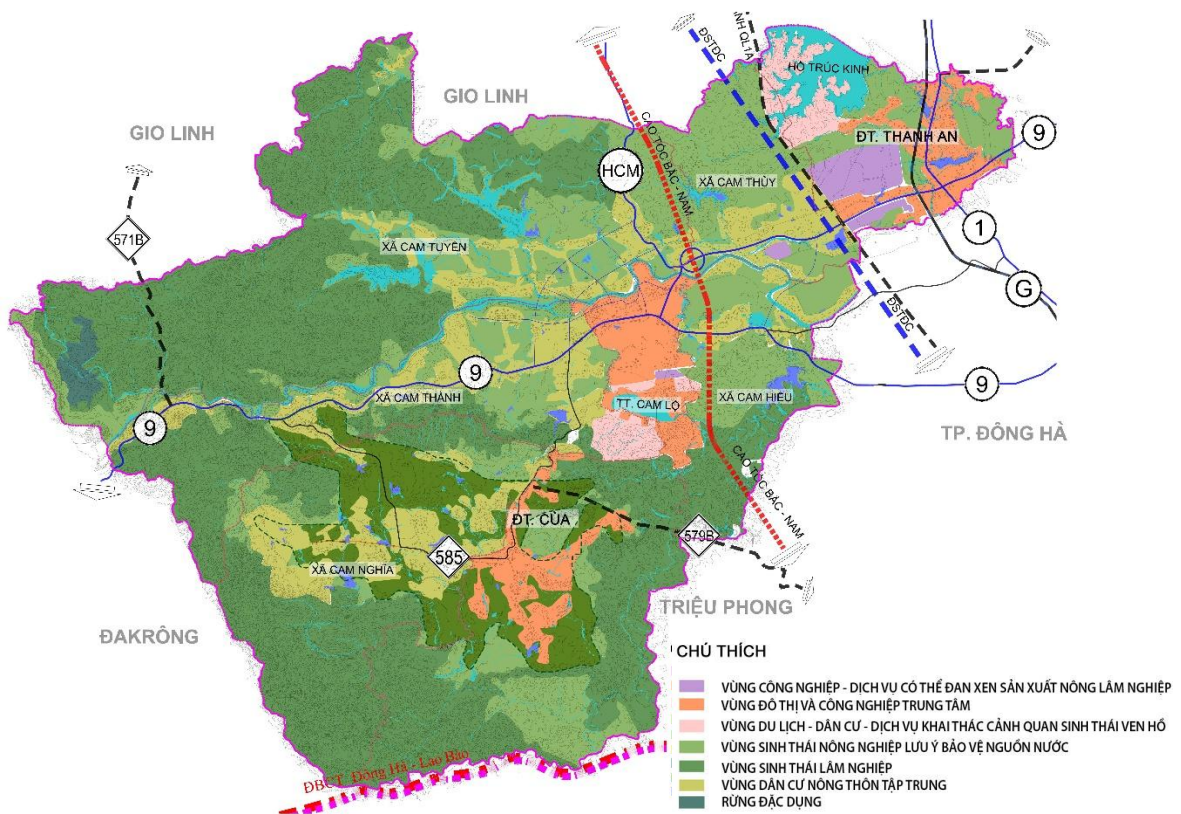 GIO LINH
GIO LINH
ĐSTĐC
HỒ TRÚC KINH
ĐT. THANH AN
9
HCM
CAO TỐC BẮC - NAM
XÃ CAM THỦY
571B
XÃ CAM TUYỀN
1
G
ĐSTĐC
9
XÃ CAM THÀNH
TT. CAM LỘ
XÃ CAM HIẾU
9
9
TP. ĐÔNG HÀ
CAO TỐC BẮC - NAM
ĐT. CÙA
579B
585
XÃ CAM NGHĨA
TRIỆU PHONG
ĐAKRÔNG
CHÚ THÍCH
VÙNG CÔNG NGHIỆP - DỊCH VỤ CÓ THỂ ĐAN XEN SẢN XUẤT NÔNG LÂM NGHIỆP
VÙNG ĐÔ THỊ VÀ CÔNG NGHIỆP TRUNG TÂM
VÙNG DU LỊCH - DÂN CƯ - DỊCH VỤ KHAI THÁC CẢNH QUAN SINH THÁI VEN HỒ
VÙNG SINH THÁI NÔNG NGHIỆP LƯU Ý BẢO VỆ NGUỒN NƯỚC
VÙNG SINH THÁI LÂM NGHIỆP
VÙNG DÂN CƯ NÔNG THÔN TẬP TRUNG
RỪNG ĐẶC DỤNG
ĐBCT Đông Hà - Lao Bảo